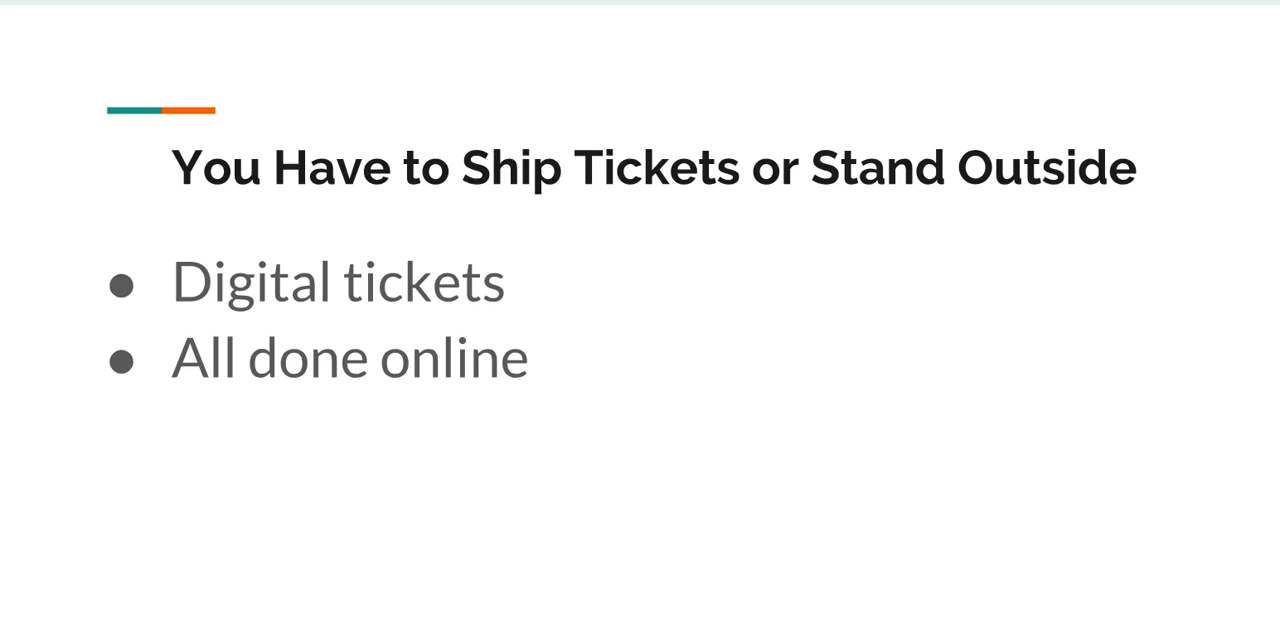 You Have to Ship Tickets or Stand Outside
● Digital tickets
● All done online